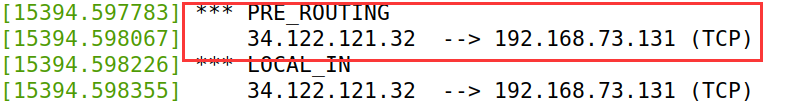 [15394.597783] *** PRE_ROUTING
[15394.598067]     34.122.121.32  --> 192.168.73.131 (TCP)
[15394.598226] *** LOCAL_IN
[15394.598355]     34.122.121.32  --> 192.168.73.131 (TCP)